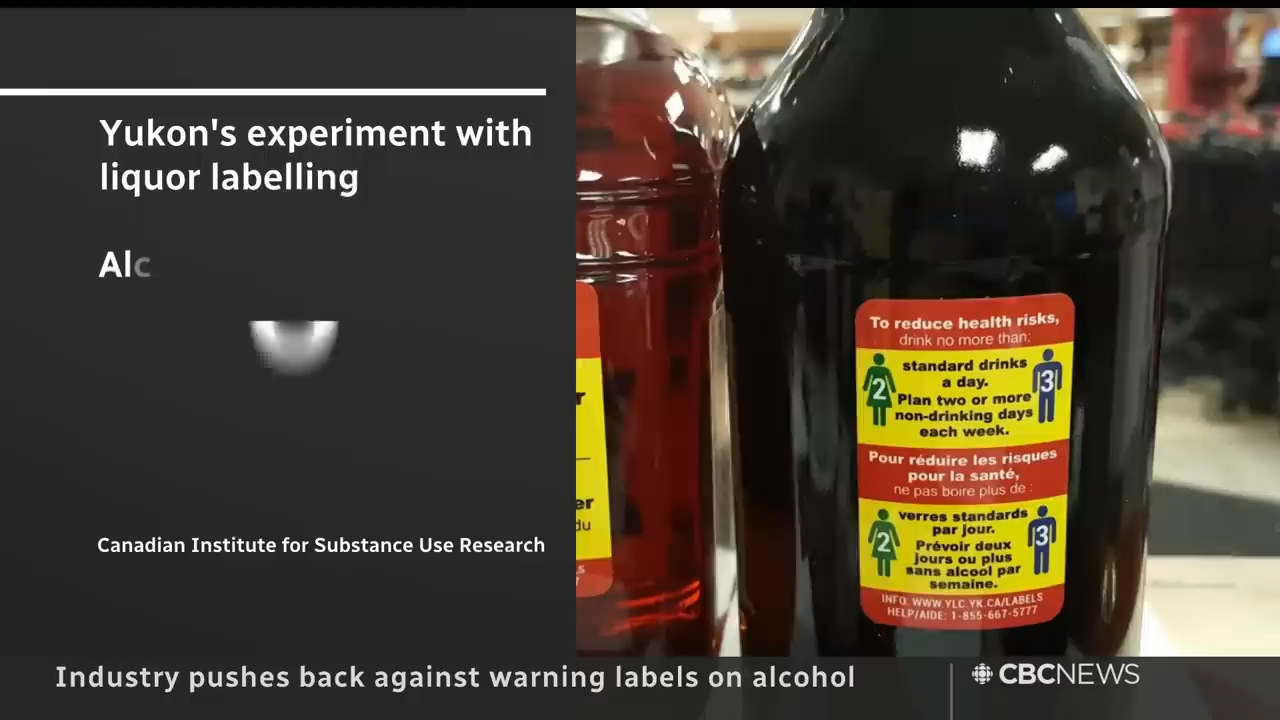 Yukon's experiment with
liquor labelling
Alc
Canadian Institute for Substance Use Research
To reduce health risks,
drink no more than:
2
standard drinks
a day.
Plan two or more
non-drinking days
each week.
3
Pour réduire les risques
pour la santé,
ne pas boire plus de :
2
verres standards
par jour.
Prévoir deux
jours ou plus
sans alcool par
semaine.
3
INFO: WWW.YLC.YK.CA/LABELS
HELP/AIDE: 1-855-667-5777
r
er
du
Industry pushes back against warning labels on alcohol
CBCNEWS